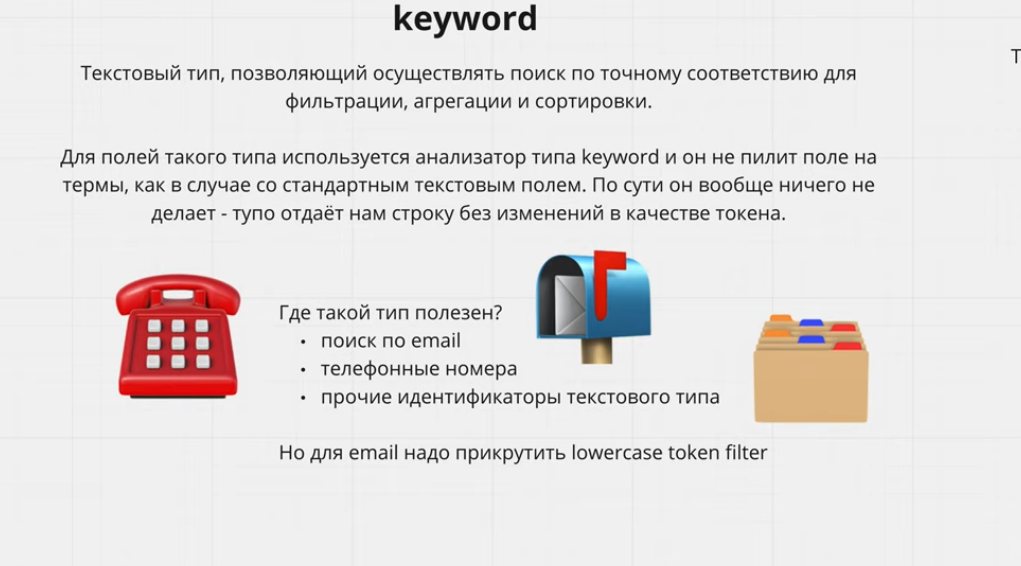 keyword
Т
Текстовый тип, позволяющий осуществлять поиск по точному соответствию для
фильтрации, агрегации и сортировки.
Для полей такого типа используется анализатор типа keyword и он не пилит поле на
термы, как в случае со стандартным текстовым полем. По сути он вообще ничего не
делает - тупо отдаёт нам строку без изменений в качестве токена.
Где такой тип полезен?
• поиск по email
• телефонные номера
• прочие идентификаторы текстового типа
Но для email надо прикрутить lowercase token filter